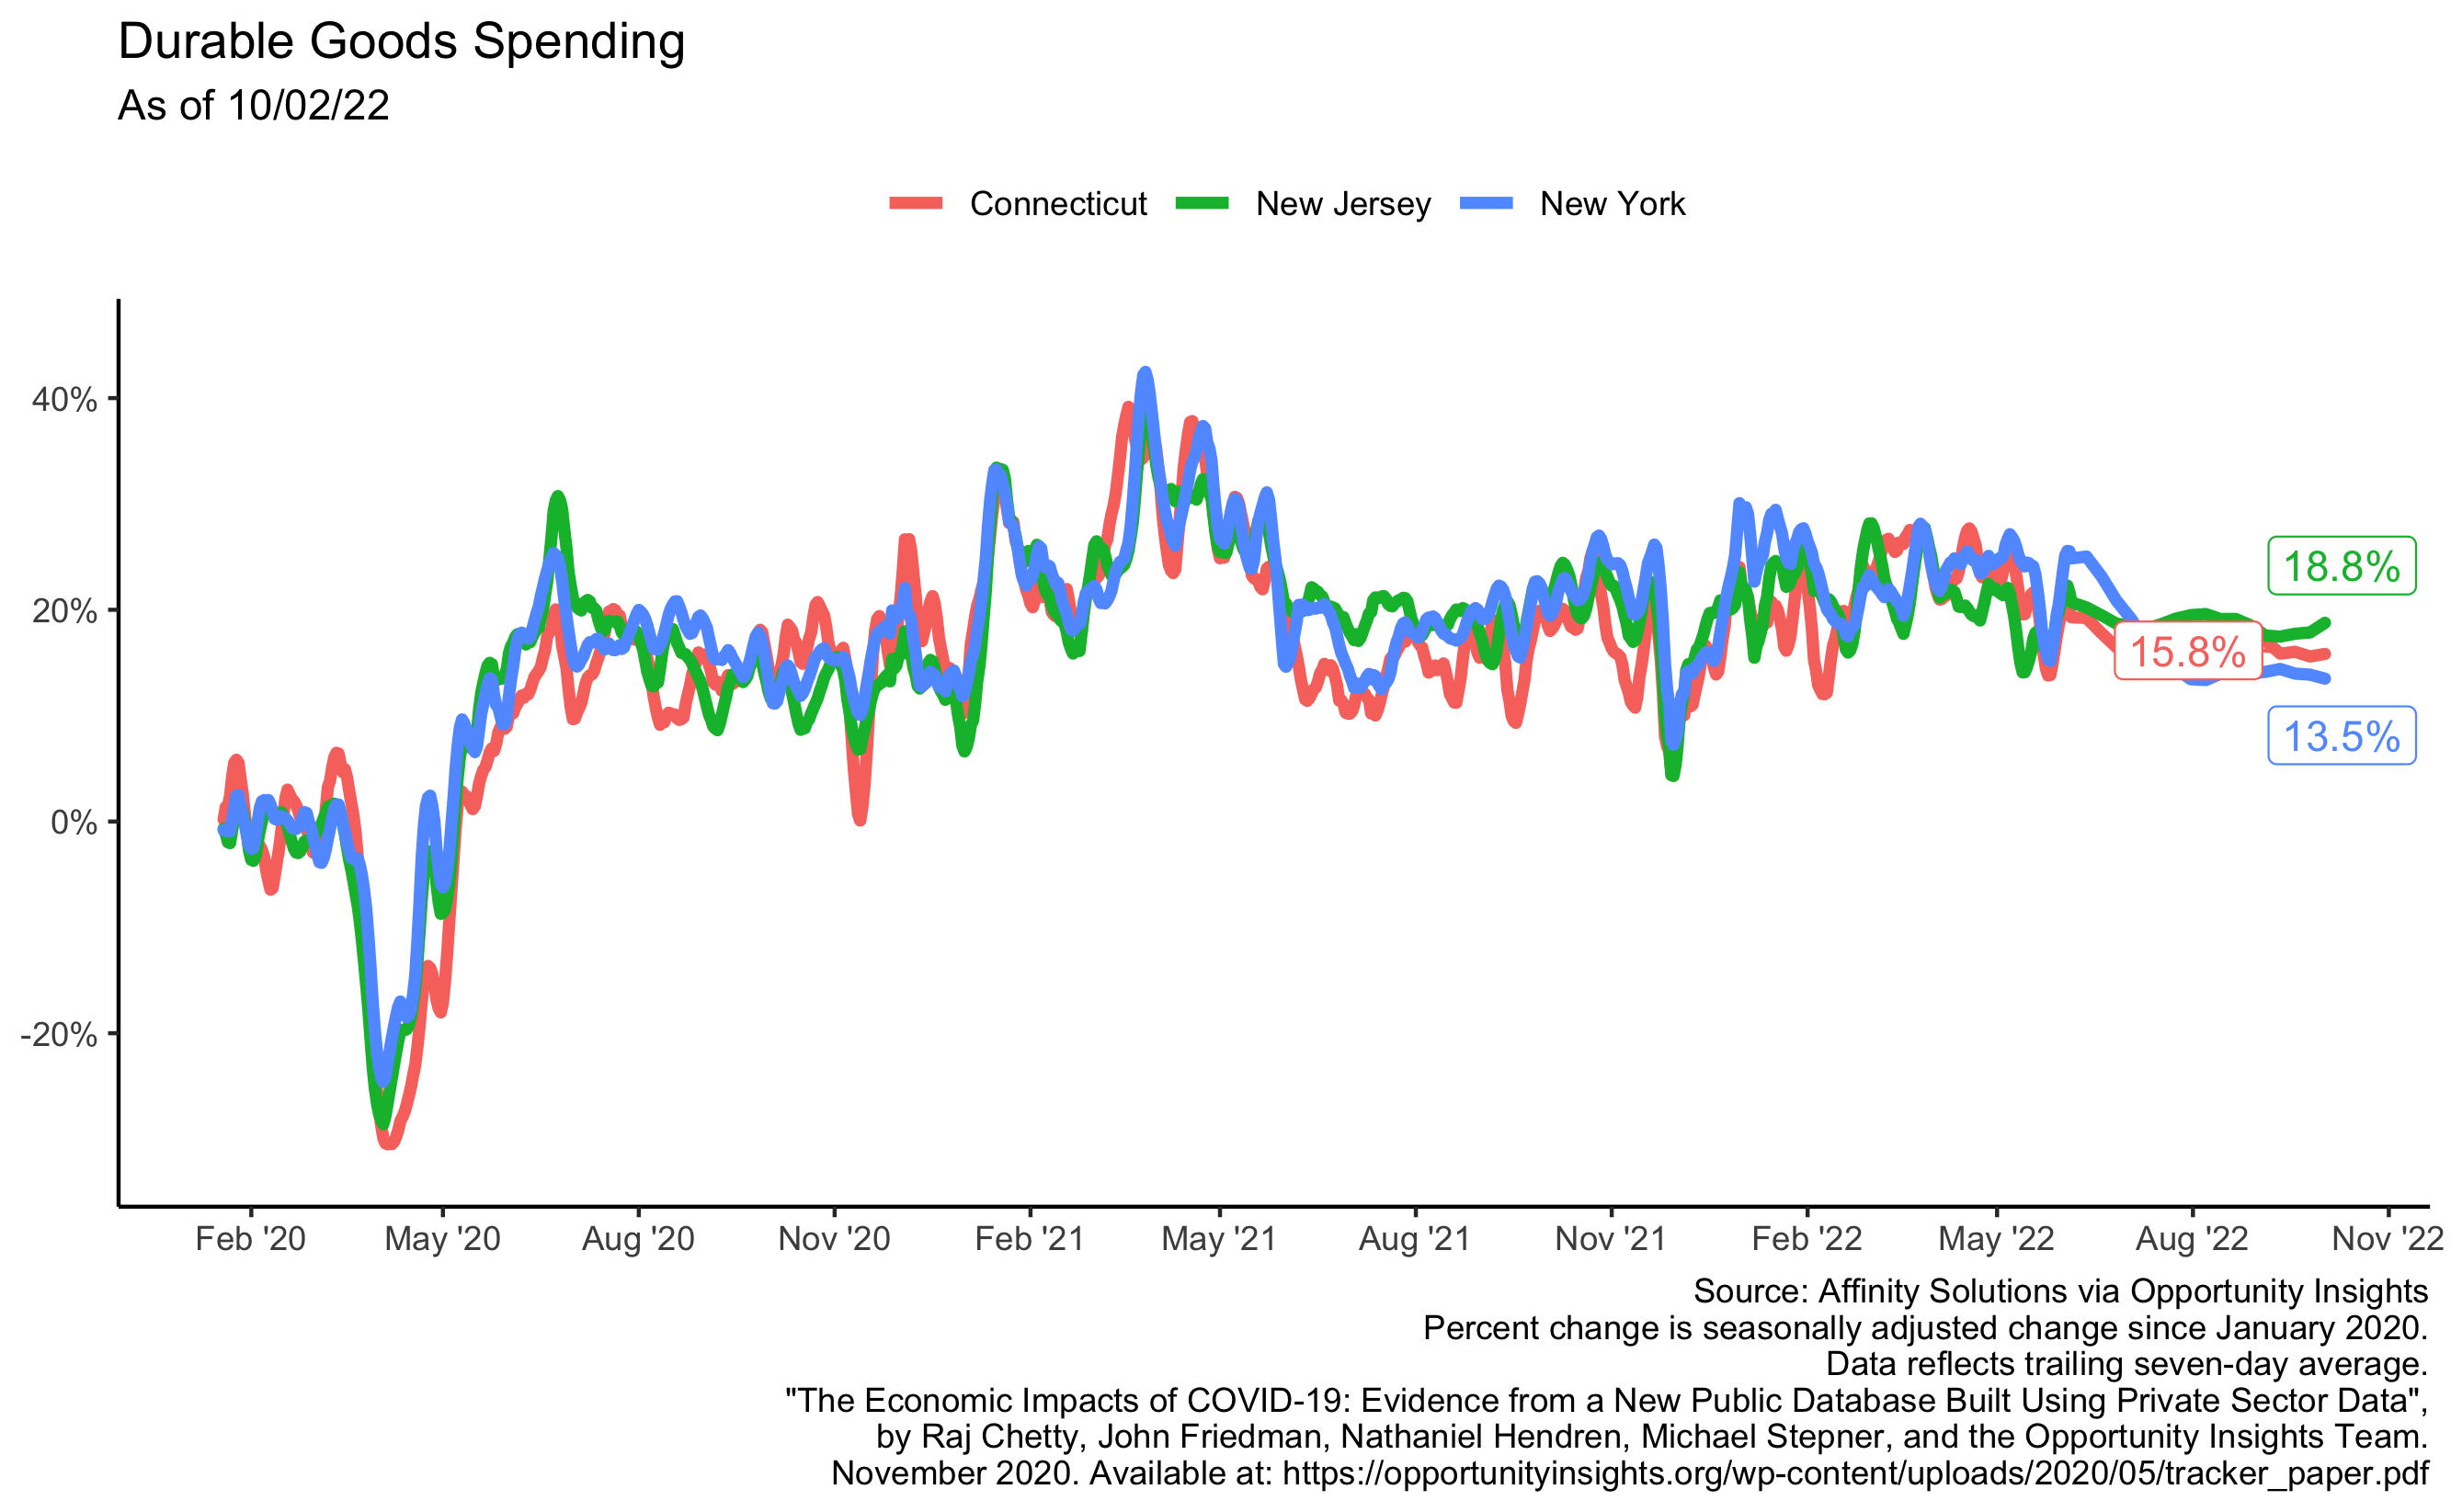 Durable Goods Spending
As of 10/02/22
Connecticut New Jersey New York
40%
20%
0%
-20%
18.8%
15.8%
13.5%
Feb '20 May '20 Aug '20 Nov '20 Feb '21 May '21 Aug '21 Nov '21 Feb '22 May '22 Aug '22 Nov '22
Source: Affinity Solutions via Opportunity Insights
Percent change is seasonally adjusted change since January 2020.
Data reflects trailing seven-day average.
"The Economic Impacts of COVID-19: Evidence from a New Public Database Built Using Private Sector Data",
by Raj Chetty, John Friedman, Nathaniel Hendren, Michael Stepner, and the Opportunity Insights Team.
November 2020. Available at: https://opportunityinsights.org/wp-content/uploads/2020/05/tracker_paper.pdf